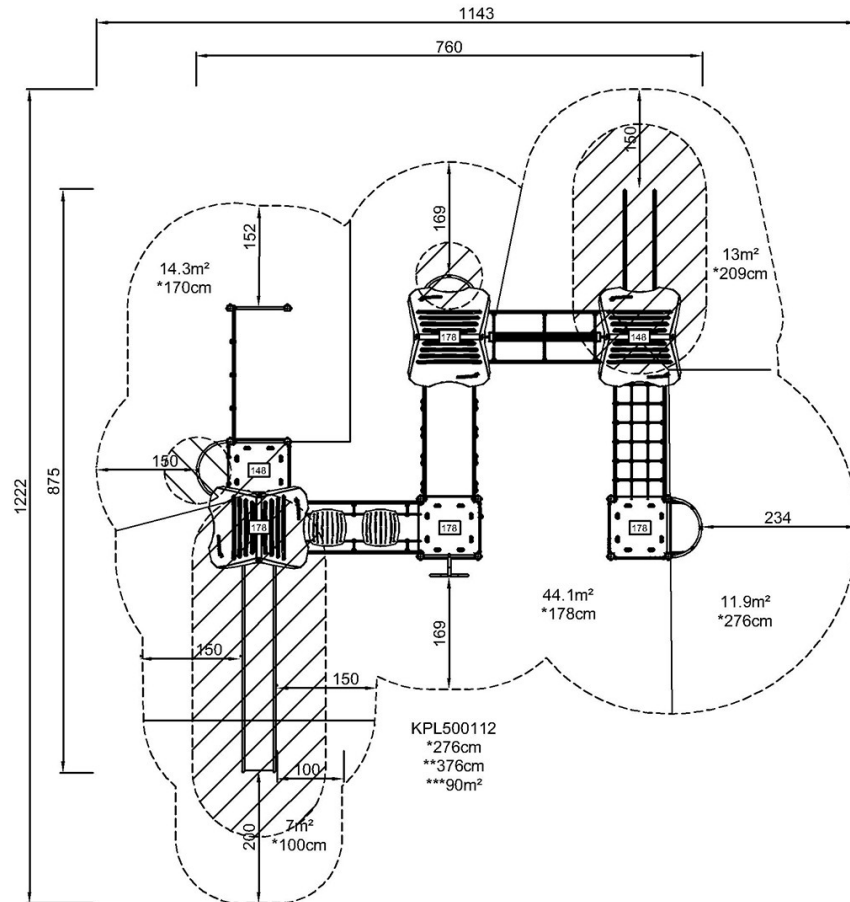 1143
760
150
169
152
14.3m²
*170cm
13m²
*209cm
178
148
1222
875
150
148
178
178
178
234
44.1m²
*178cm
11.9m²
*276cm
169
150
150
KPL500112
*276cm
**376cm
***90m²
100
200
7m²
*100cm